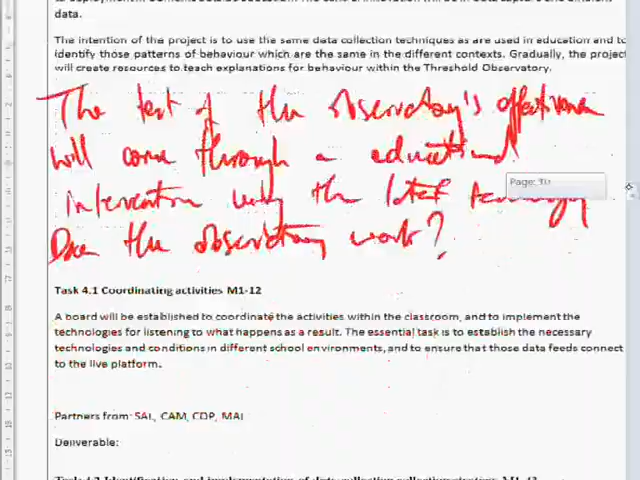 data.
The intention of the project is to use the same data collection techniques as are used in education and to
identify those patterns of behaviour which are the same in the different contexts. Gradually, the project
will create resources to teach explanations for behaviour within the Threshold Observatory.
The test of the observatory's effectiveness
will come through a educational
intervention using the latest technology
Does the observatory work?
Page: 10
Task 4.1 Coordinating activities M1-12
A board will be established to coordinate the activities within the classroom, and to implement the
technologies for listening to what happens as a result. The essential task is to establish the necessary
technologies and conditions in different school environments, and to ensure that those data feeds connect
to the live platform.
Partners from: SAL, CAM, CDP, MAI
Deliverable: